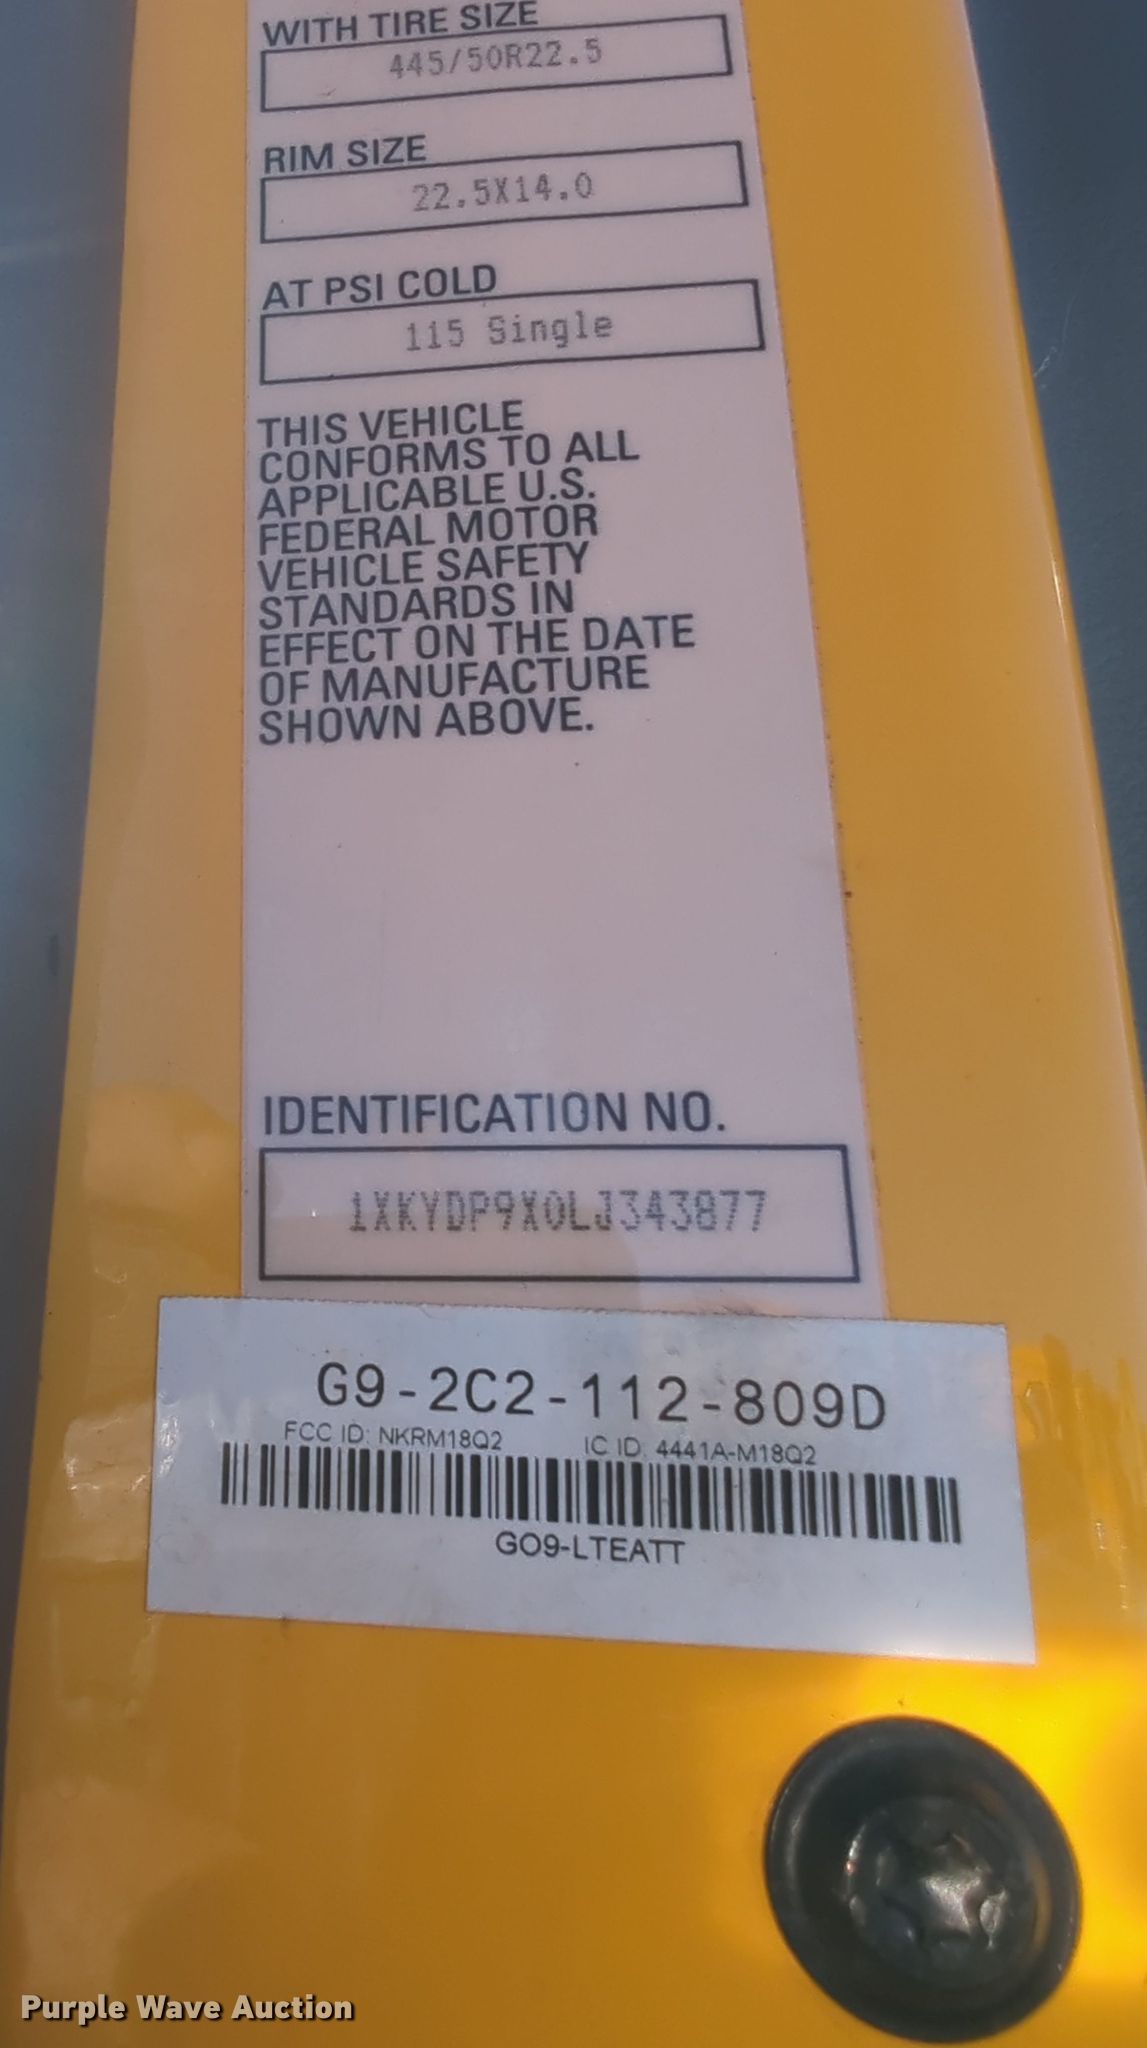 WITH TIRE SIZE
445/50R22.5
RIM SIZE
22.5X14.0
AT PSI COLD
115 Single
THIS VEHICLE
CONFORMS TO ALL
APPLICABLE U.S.
FEDERAL MOTOR
VEHICLE SAFETY
STANDARDS IN
EFFECT ON THE DATE
OF MANUFACTURE
SHOWN ABOVE.
IDENTIFICATION NO.
1XKYDP9X0LJ343877
G9-2C2-112-809D
FCC ID: NKRM18Q2 IC ID: 4441A-M18Q2
GO9-LTEATT
Purple Wave Auction